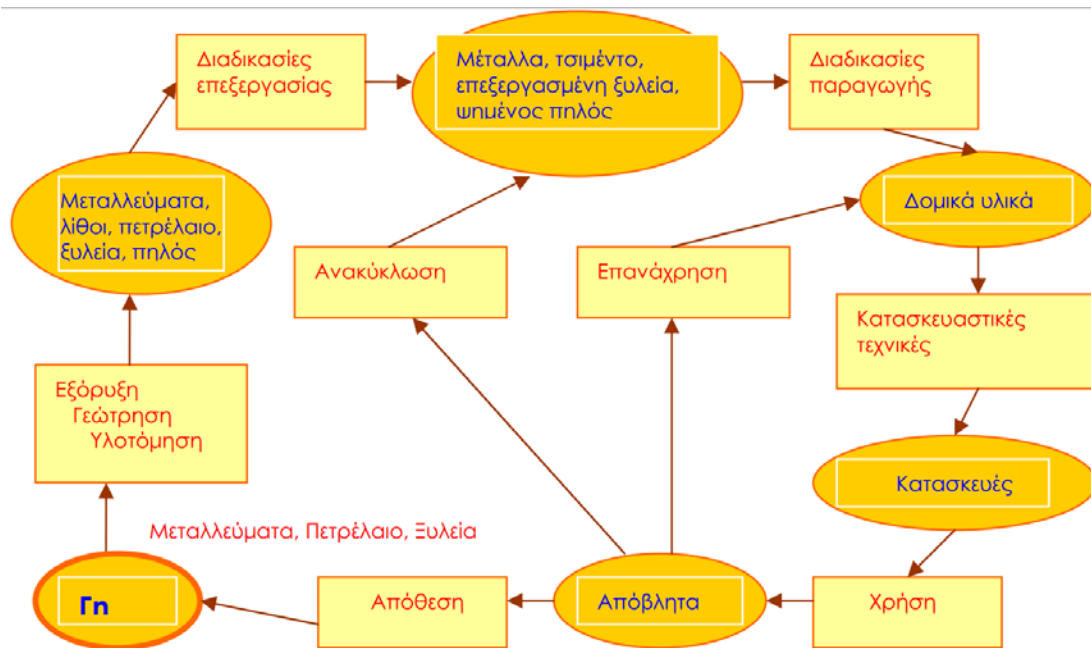 Διαδικασίες
επεξεργασίας
Μέταλλα, τσιμέντο,
επεξεργασμένη ξυλεία,
ψημένος πηλός
Διαδικασίες
παραγωγής
Μεταλλεύματα,
λίθοι, πετρέλαιο,
ξυλεία, πηλός
Δομικά υλικά
Ανακύκλωση
Επανάχρηση
Κατασκευαστικές
τεχνικές
Εξόρυξη
Γεώτρηση
Υλοτόμηση
Κατασκευές
Μεταλλεύματα, Πετρέλαιο, Ξυλεία
Γη
Απόθεση
Απόβλητα
Χρήση